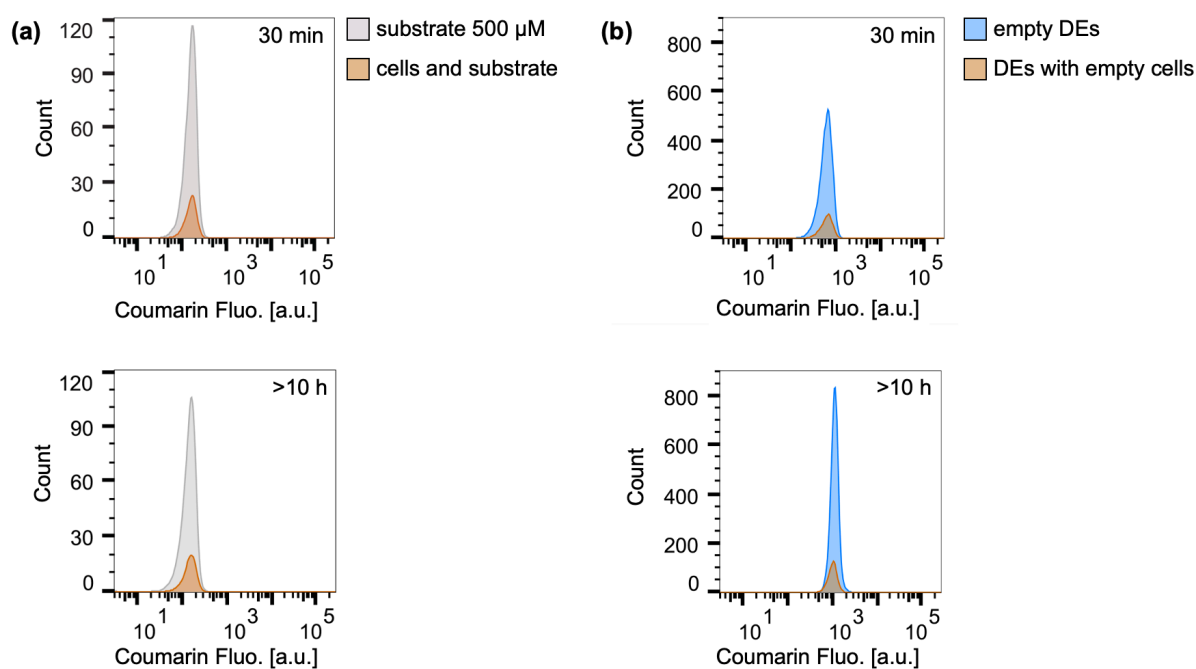 (a)
120
90
60
30
0
Count
30 min
10 1 10 3 10 5
Coumarin Fluo. [a.u.]
substrate 500 µM
cells and substrate
(b)
800
600
400
200
0
Count
30 min
10 1 10 3 10 5
Coumarin Fluo. [a.u.]
empty DEs
DEs with empty cells
120
90
60
30
0
Count
>10 h
10 1 10 3 10 5
Coumarin Fluo. [a.u.]
800
600
400
200
0
Count
>10 h
10 1 10 3 10 5
Coumarin Fluo. [a.u.]